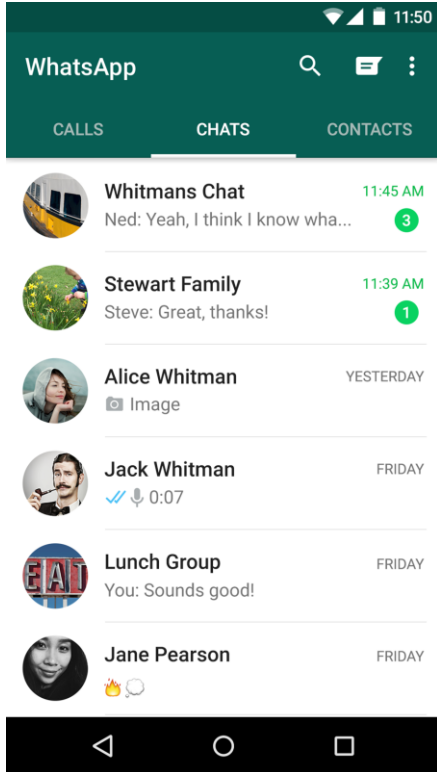 11:50
WhatsApp
CALLS CHATS CONTACTS
Whitmans Chat 11:45 AM
Ned: Yeah, I think I know wha... 3
Stewart Family 11:39 AM
Steve: Great, thanks! 1
Alice Whitman YESTERDAY
Image
Jack Whitman FRIDAY
0:07
EAT
Lunch Group FRIDAY
You: Sounds good!
Jane Pearson FRIDAY
🔥💭